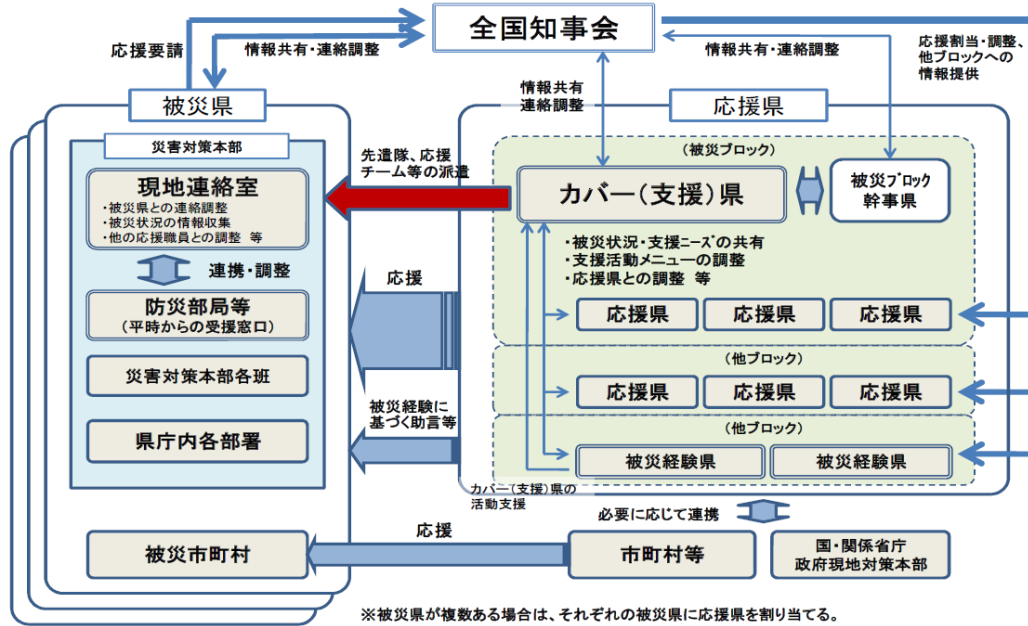 全国知事会
応援要請
情報共有・連絡調整
情報共有・連絡調整
応援割当・調整、
他ブロックへの
情報提供
情報共有
連絡調整
被災県
災害対策本部
現地連絡室
・被災県との連絡調整
・被災状況の情報収集
・他の応援職員との調整 等
連携・調整
防災部局等
(平時からの受援窓口)
災害対策本部各班
県庁内各部署
被災市町村
先遣隊、応援
チーム等の派遣
応援
被災経験に
基づく助言等
応援県
(被災ブロック)
カバー(支援)県
被災ブロック
幹事県
・被災状況・支援ニーズの共有
・支援活動メニューの調整
・応援県との調整 等
応援県
応援県
応援県
(他ブロック)
応援県
応援県
応援県
(他ブロック)
被災経験県
被災経験県
カバー(支援)県の
活動支援
必要に応じて連携
応援
市町村等
国・関係省庁
政府現地対策本部
※被災県が複数ある場合は、それぞれの被災県に応援県を割り当てる。